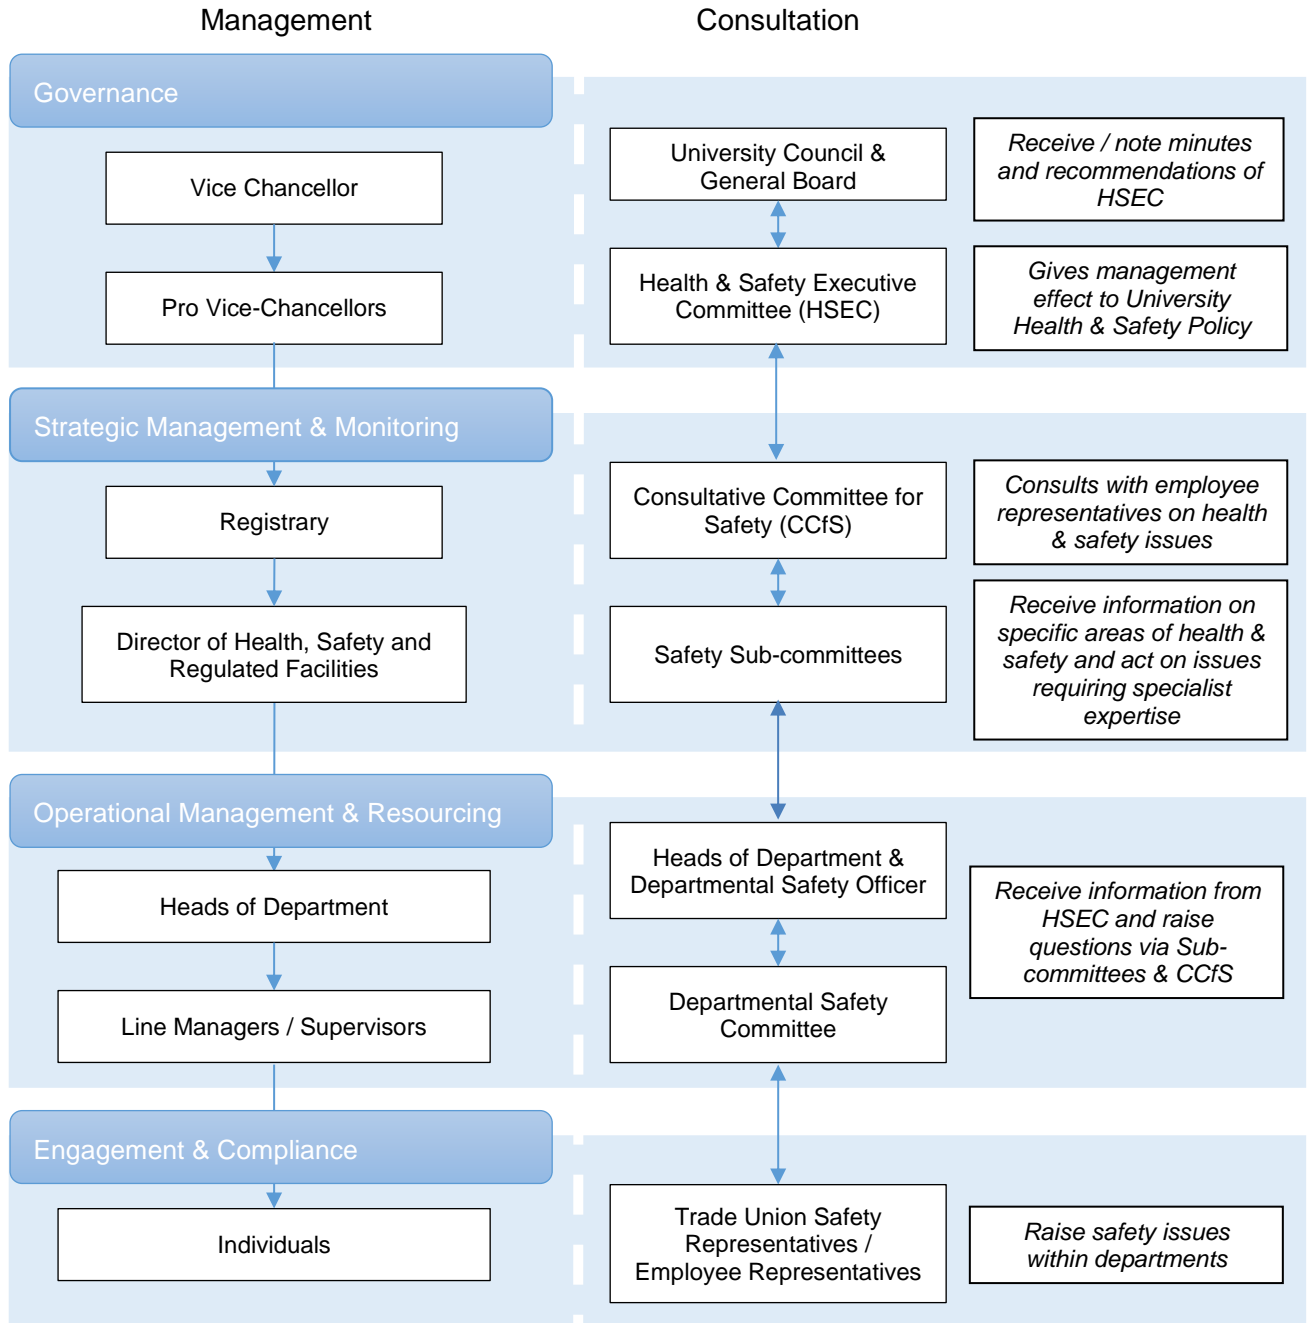 Management
Consultation
Governance
Vice Chancellor
Pro Vice-Chancellors
University Council &
General Board
Receive / note minutes
and recommendations of
HSEC
Health & Safety Executive
Committee (HSEC)
Gives management
effect to University
Health & Safety Policy
Strategic Management & Monitoring
Registrary
Director of Health, Safety and
Regulated Facilities
Consultative Committee for
Safety (CCfS)
Consults with employee
representatives on health
& safety issues
Safety Sub-committees
Receive information on
specific areas of health &
safety and act on issues
requiring specialist
expertise
Operational Management & Resourcing
Heads of Department
Line Managers / Supervisors
Heads of Department &
Departmental Safety Officer
Departmental Safety
Committee
Receive information from
HSEC and raise
questions via Sub-
committees & CCfS
Engagement & Compliance
Individuals
Trade Union Safety
Representatives /
Employee Representatives
Raise safety issues
within departments